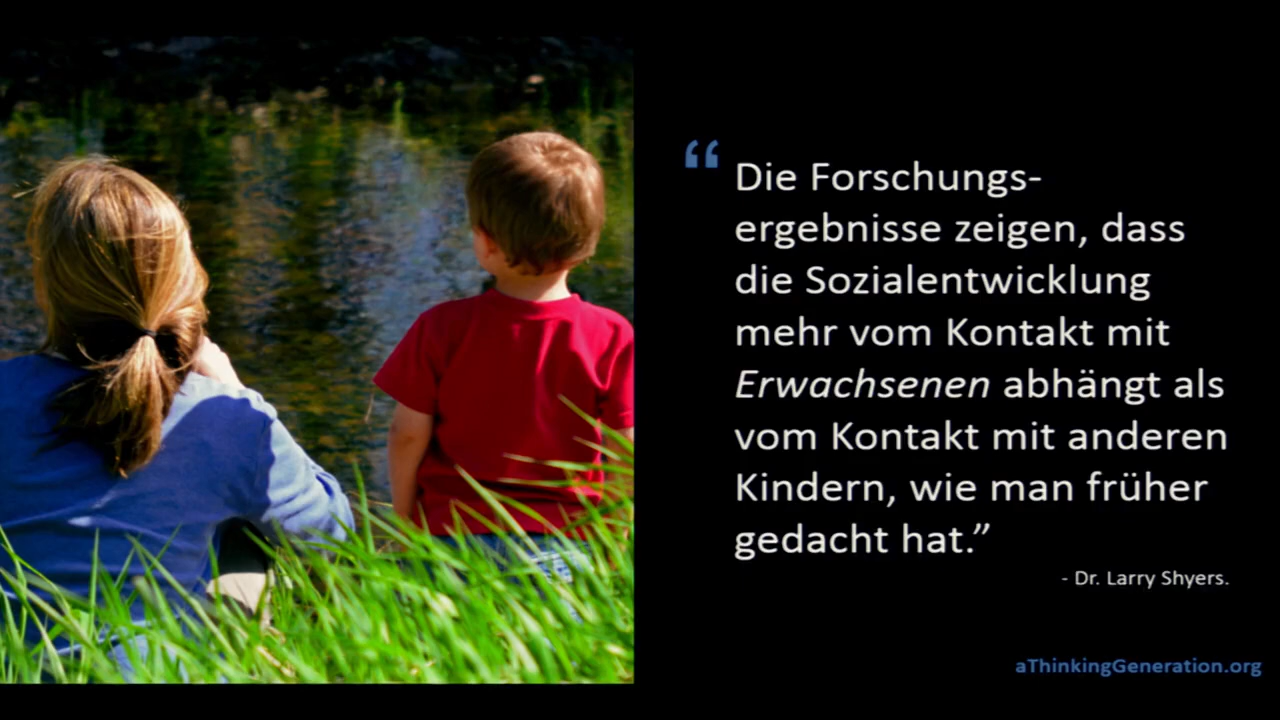 “ Die Forschungs-
ergebnisse zeigen, dass
die Sozialentwicklung
mehr vom Kontakt mit
Erwachsenen abhängt als
vom Kontakt mit anderen
Kindern, wie man früher
gedacht hat.”
- Dr. Larry Shyers.
aThinkingGeneration.org